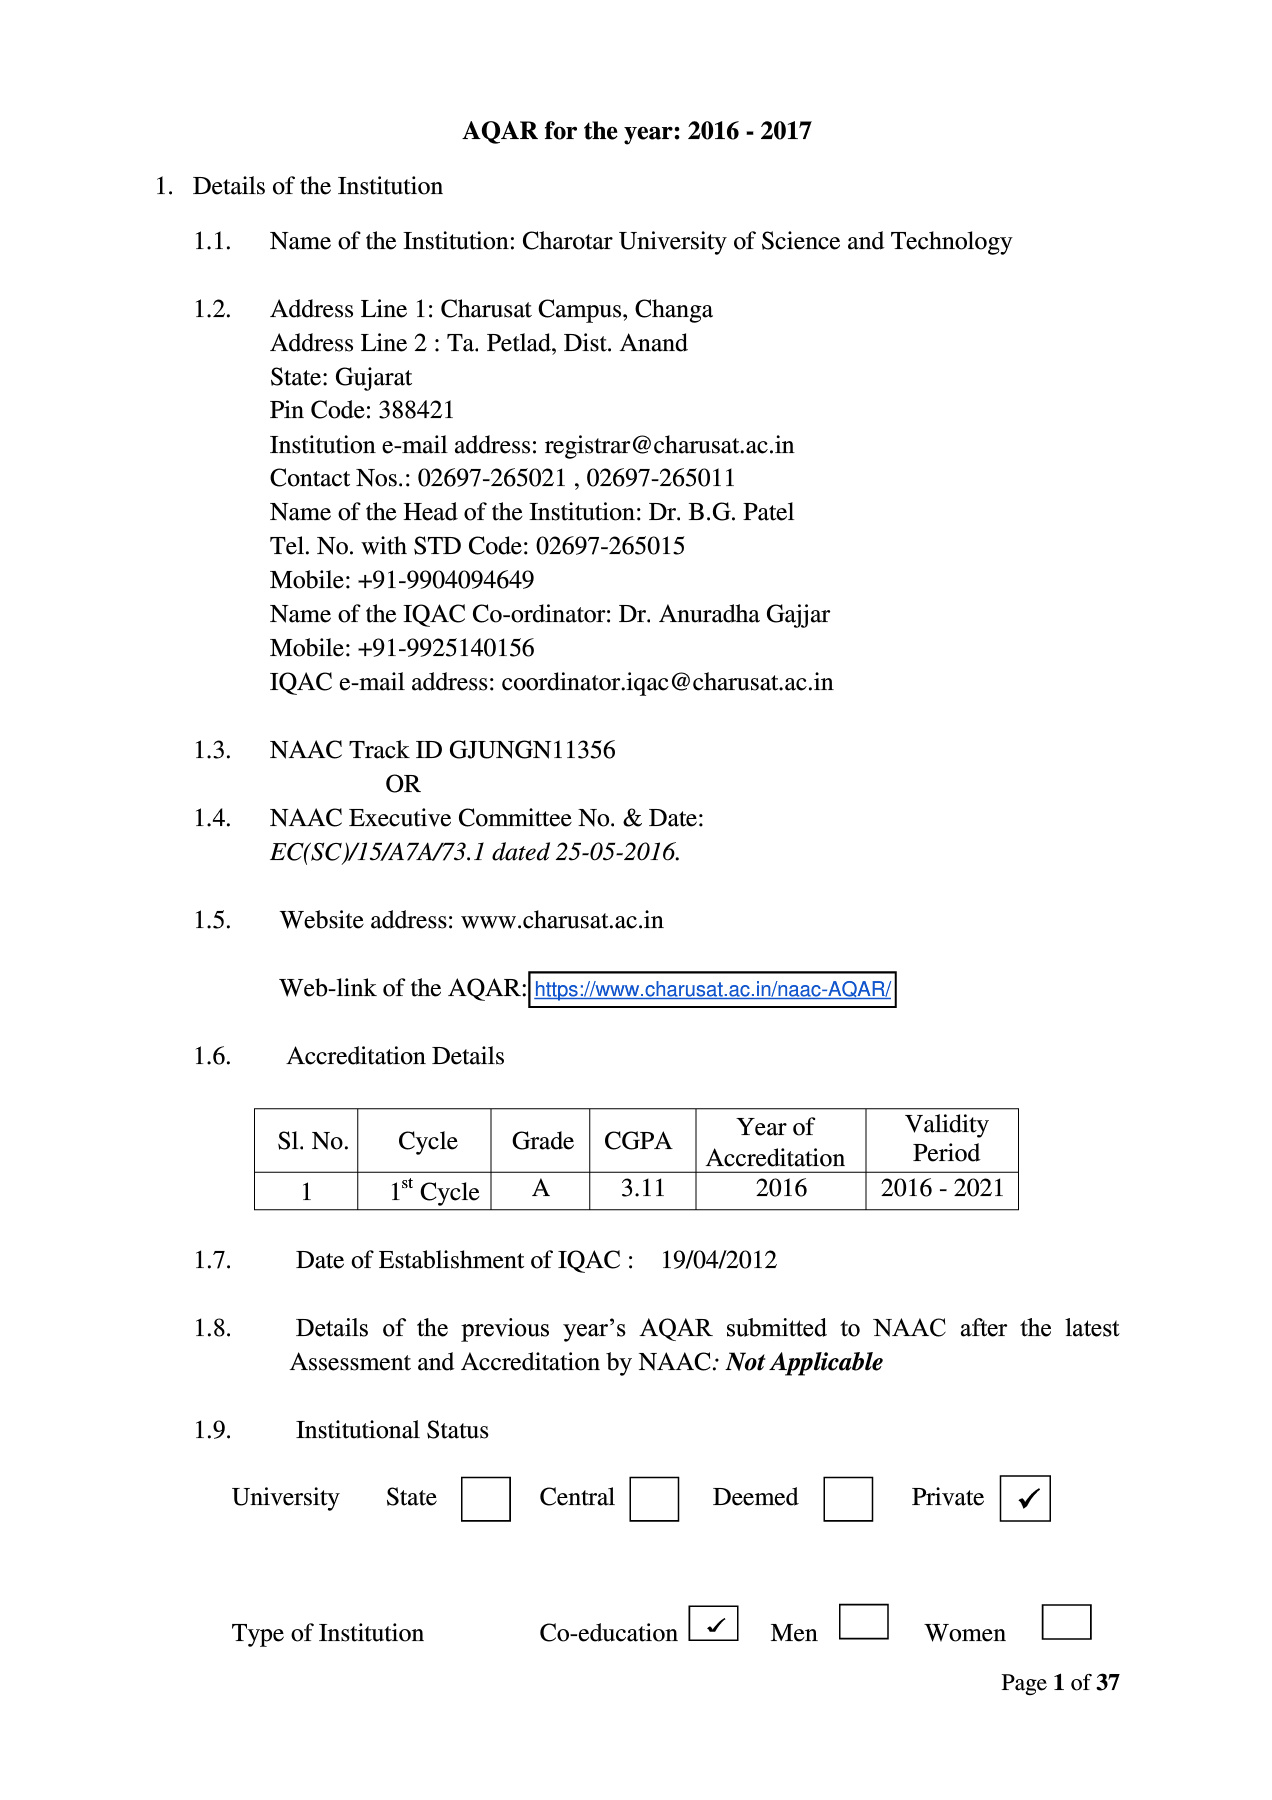 AQAR for the year: 2016 - 2017
1. Details of the Institution
1.1. Name of the Institution: Charotar University of Science and Technology
1.2. Address Line 1: Charusat Campus, Changa
Address Line 2 : Ta. Petlad, Dist. Anand
State: Gujarat
Pin Code: 388421
Institution e-mail address: registrar@charusat.ac.in
Contact Nos.: 02697-265021 , 02697-265011
Name of the Head of the Institution: Dr. B.G. Patel
Tel. No. with STD Code: 02697-265015
Mobile: +91-9904094649
Name of the IQAC Co-ordinator: Dr. Anuradha Gajjar
Mobile: +91-9925140156
IQAC e-mail address: coordinator.iqac@charusat.ac.in
1.3. NAAC Track ID GJUNGN11356
OR
1.4. NAAC Executive Committee No. & Date:
EC(SC)/15/A7A/73.1 dated 25-05-2016.
1.5. Website address: www.charusat.ac.in
Web-link of the AQAR: https://www.charusat.ac.in/naac-AQAR/
1.6. Accreditation Details
Sl. No. Cycle Grade CGPA Year of Accreditation Validity Period
1 1st Cycle A 3.11 2016 2016 - 2021
1.7. Date of Establishment of IQAC : 19/04/2012
1.8. Details of the previous year’s AQAR submitted to NAAC after the latest
Assessment and Accreditation by NAAC: Not Applicable
1.9. Institutional Status
University State Central Deemed Private ✓
Type of Institution Co-education ✓ Men Women
Page 1 of 37